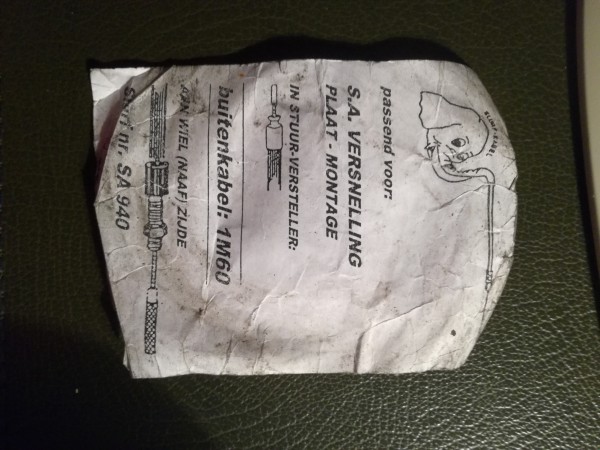 passend voor:
S.A. VERSNELLING
PLAAT - MONTAGE
IN STUUR-VERSTELLER:
buitenkabel: 1M60
AAN WIEL (NAAF) ZIJDE
SA 940